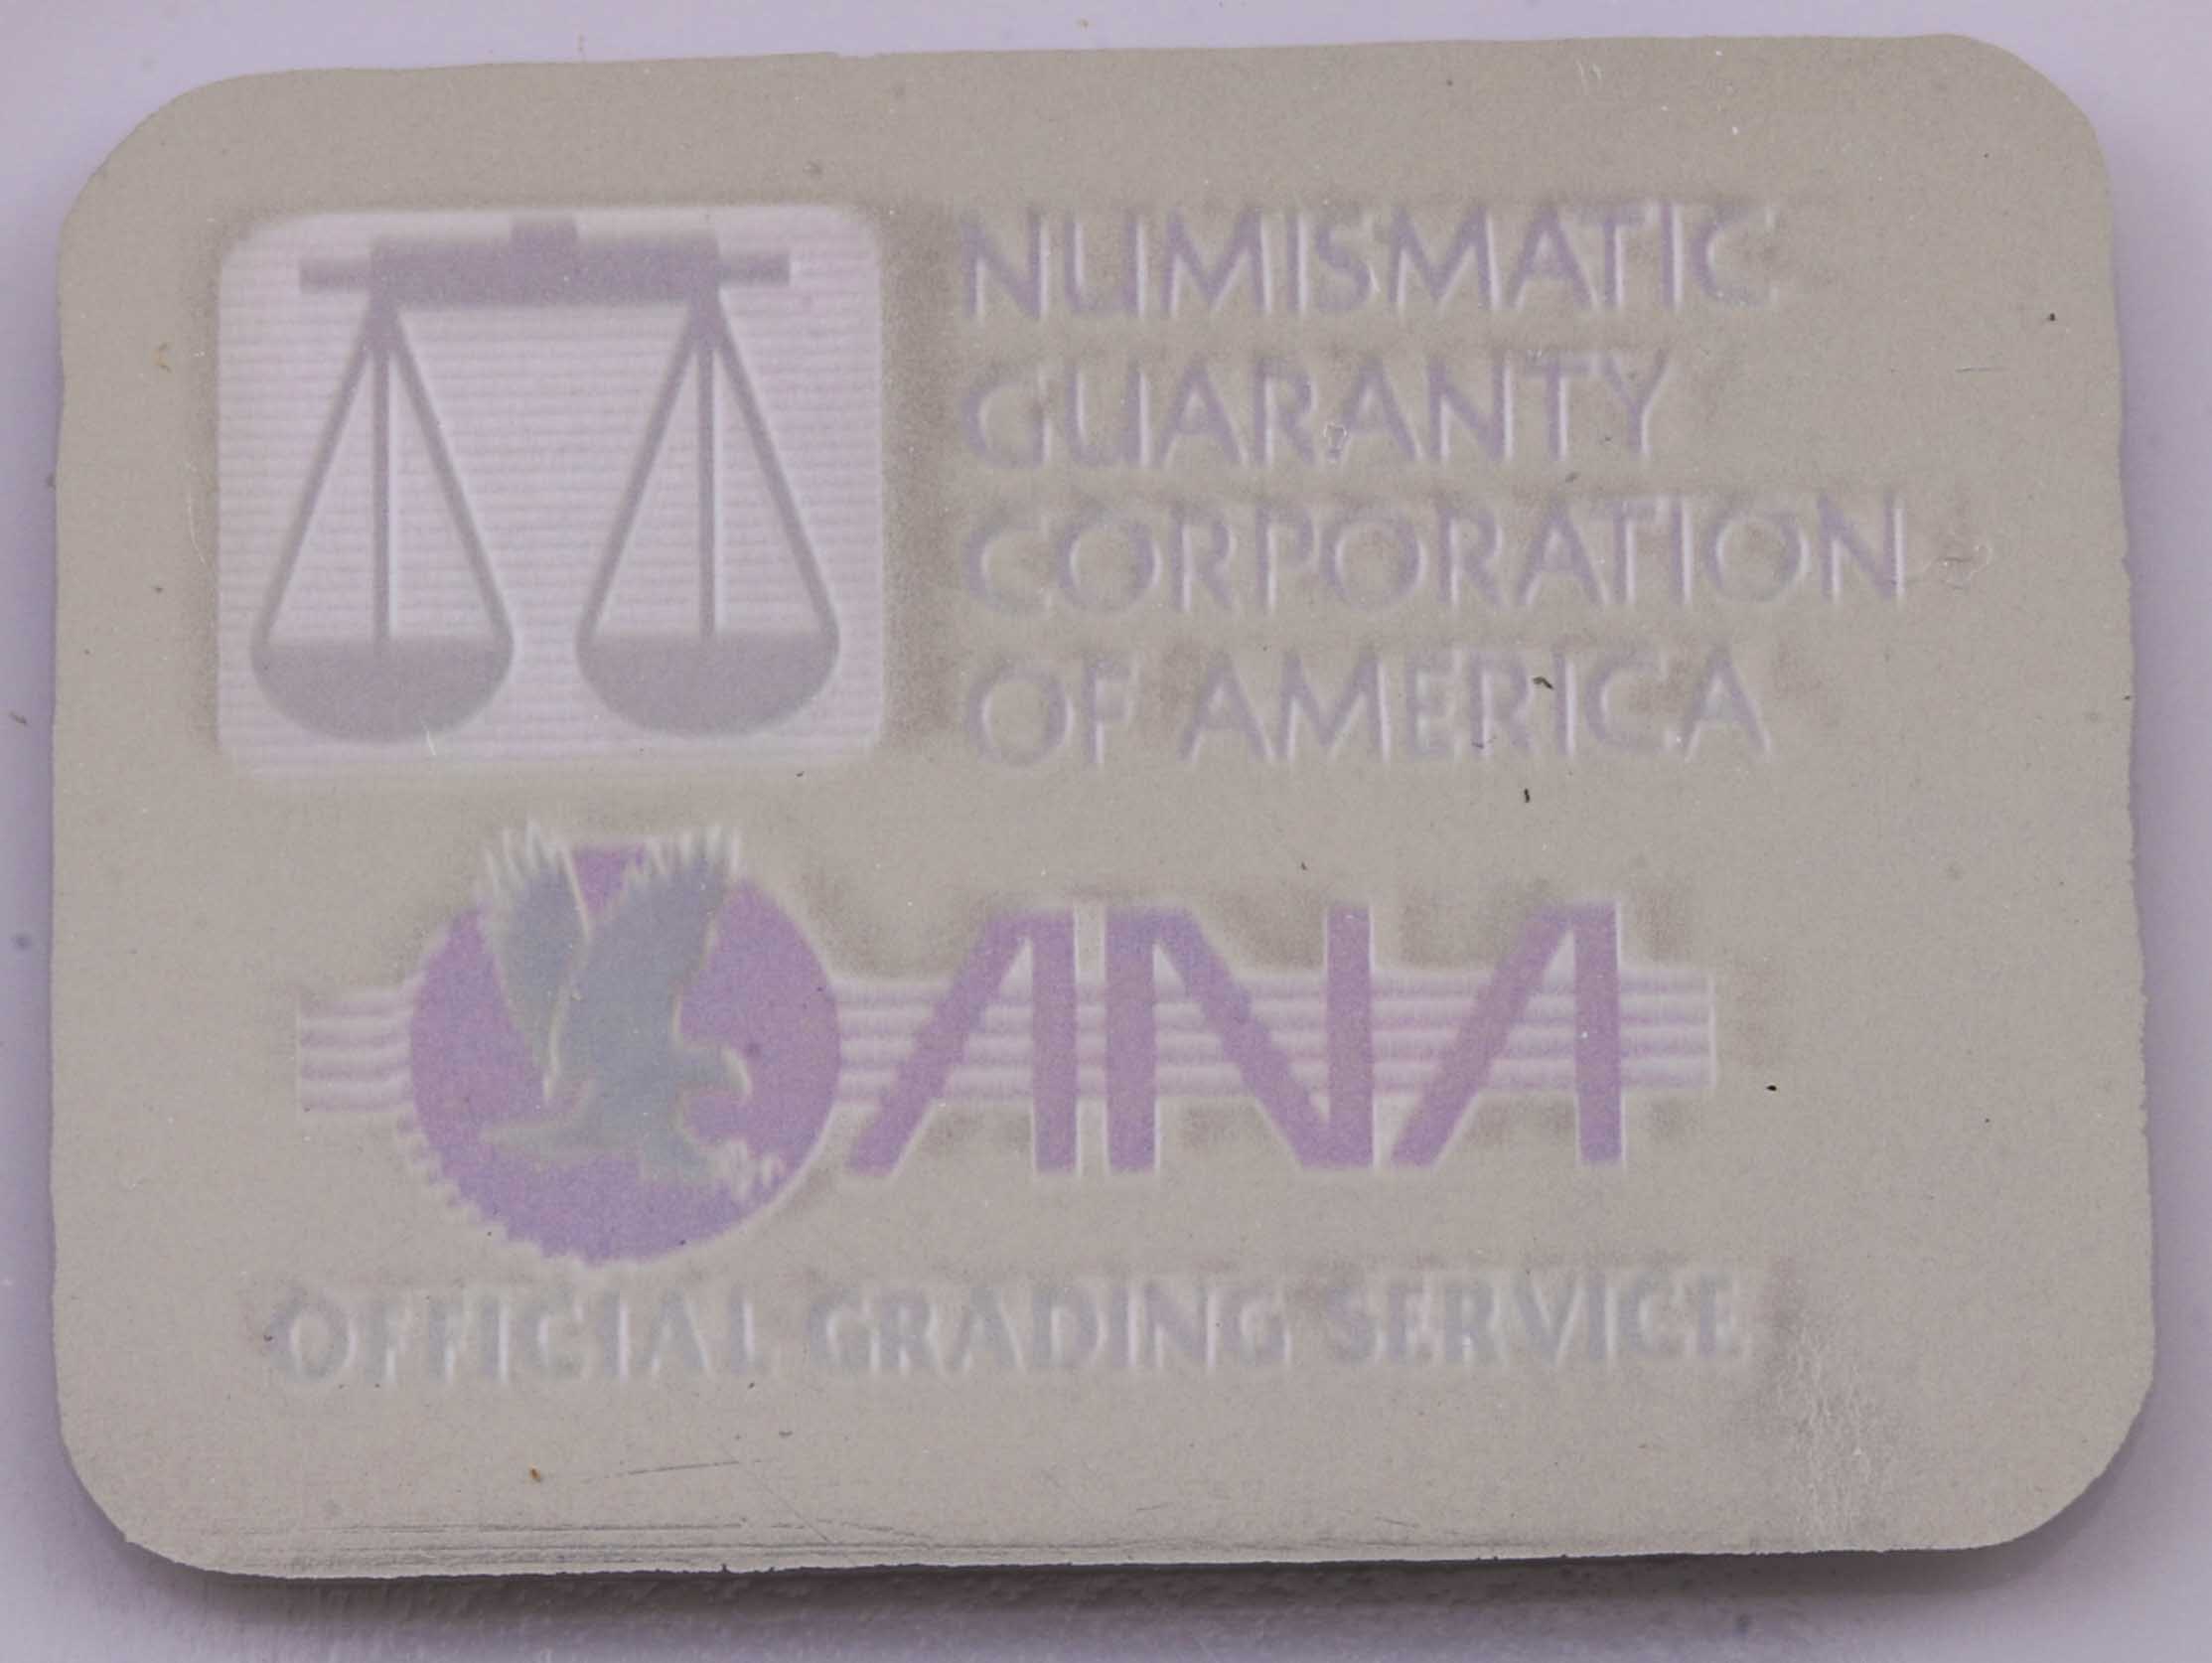 NUMISMATIC
GUARANTY
CORPORATION
OF AMERICA
ANA
OFFICIAL GRADING SERVICE